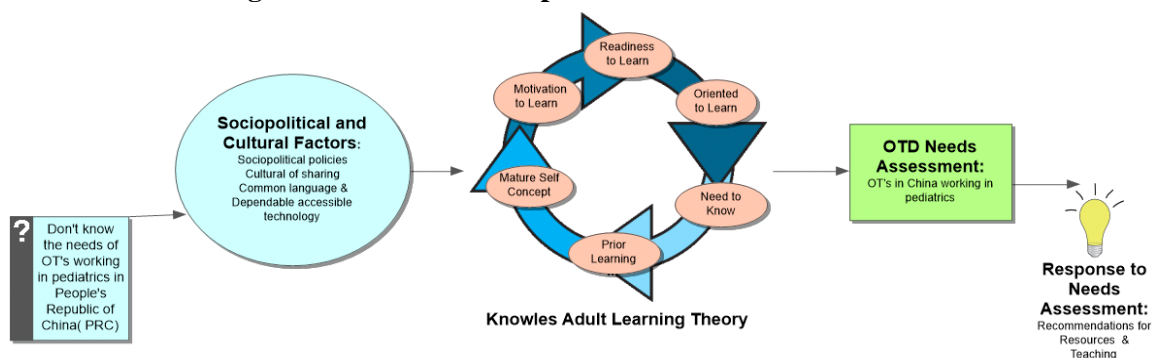 ?
Don't know
the needs of
OT's working
in pediatrics in
People's
Republic of
China( PRC)
Sociopolitical and
Cultural Factors:
Sociopolitical policies
Cultural of sharing
Common language &
Dependable accessible
technology
Readiness
to Learn
Motivation
to Learn
Oriented
to Learn
Mature Self
Concept
Need to
Know
Prior
Learning
Knowles Adult Learning Theory
OTD Needs
Assessment:
OT's in China working in
pediatrics
Response to
Needs
Assessment:
Recommendations for
Resources &
Teaching